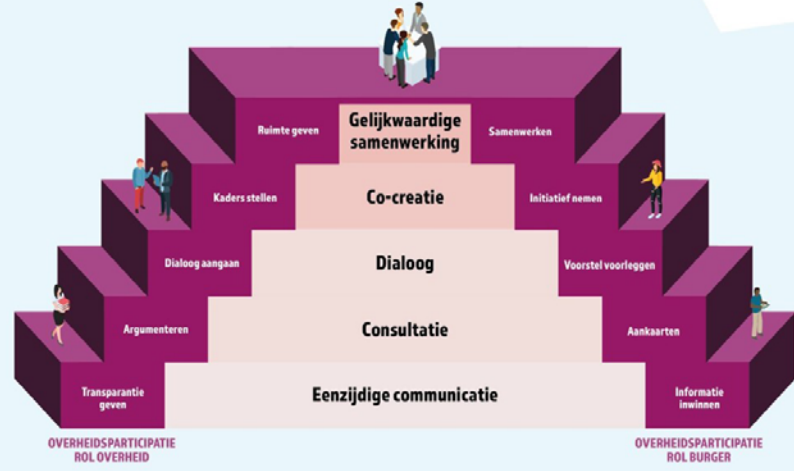 Ruimte geven
Gelijkwaardige
samenwerking
Samenwerken
Kaders stellen
Co-creatie
Initiatief nemen
Dialoog aangaan
Dialoog
Voorstel voorleggen
Argumenteren
Consultatie
Aankaarten
Transparantie
geven
Eenzijdige communicatie
Informatie
inwinnen
OVERHEIDSPARTICIPATIE
ROL OVERHEID
OVERHEIDSPARTICIPATIE
ROL BURGER